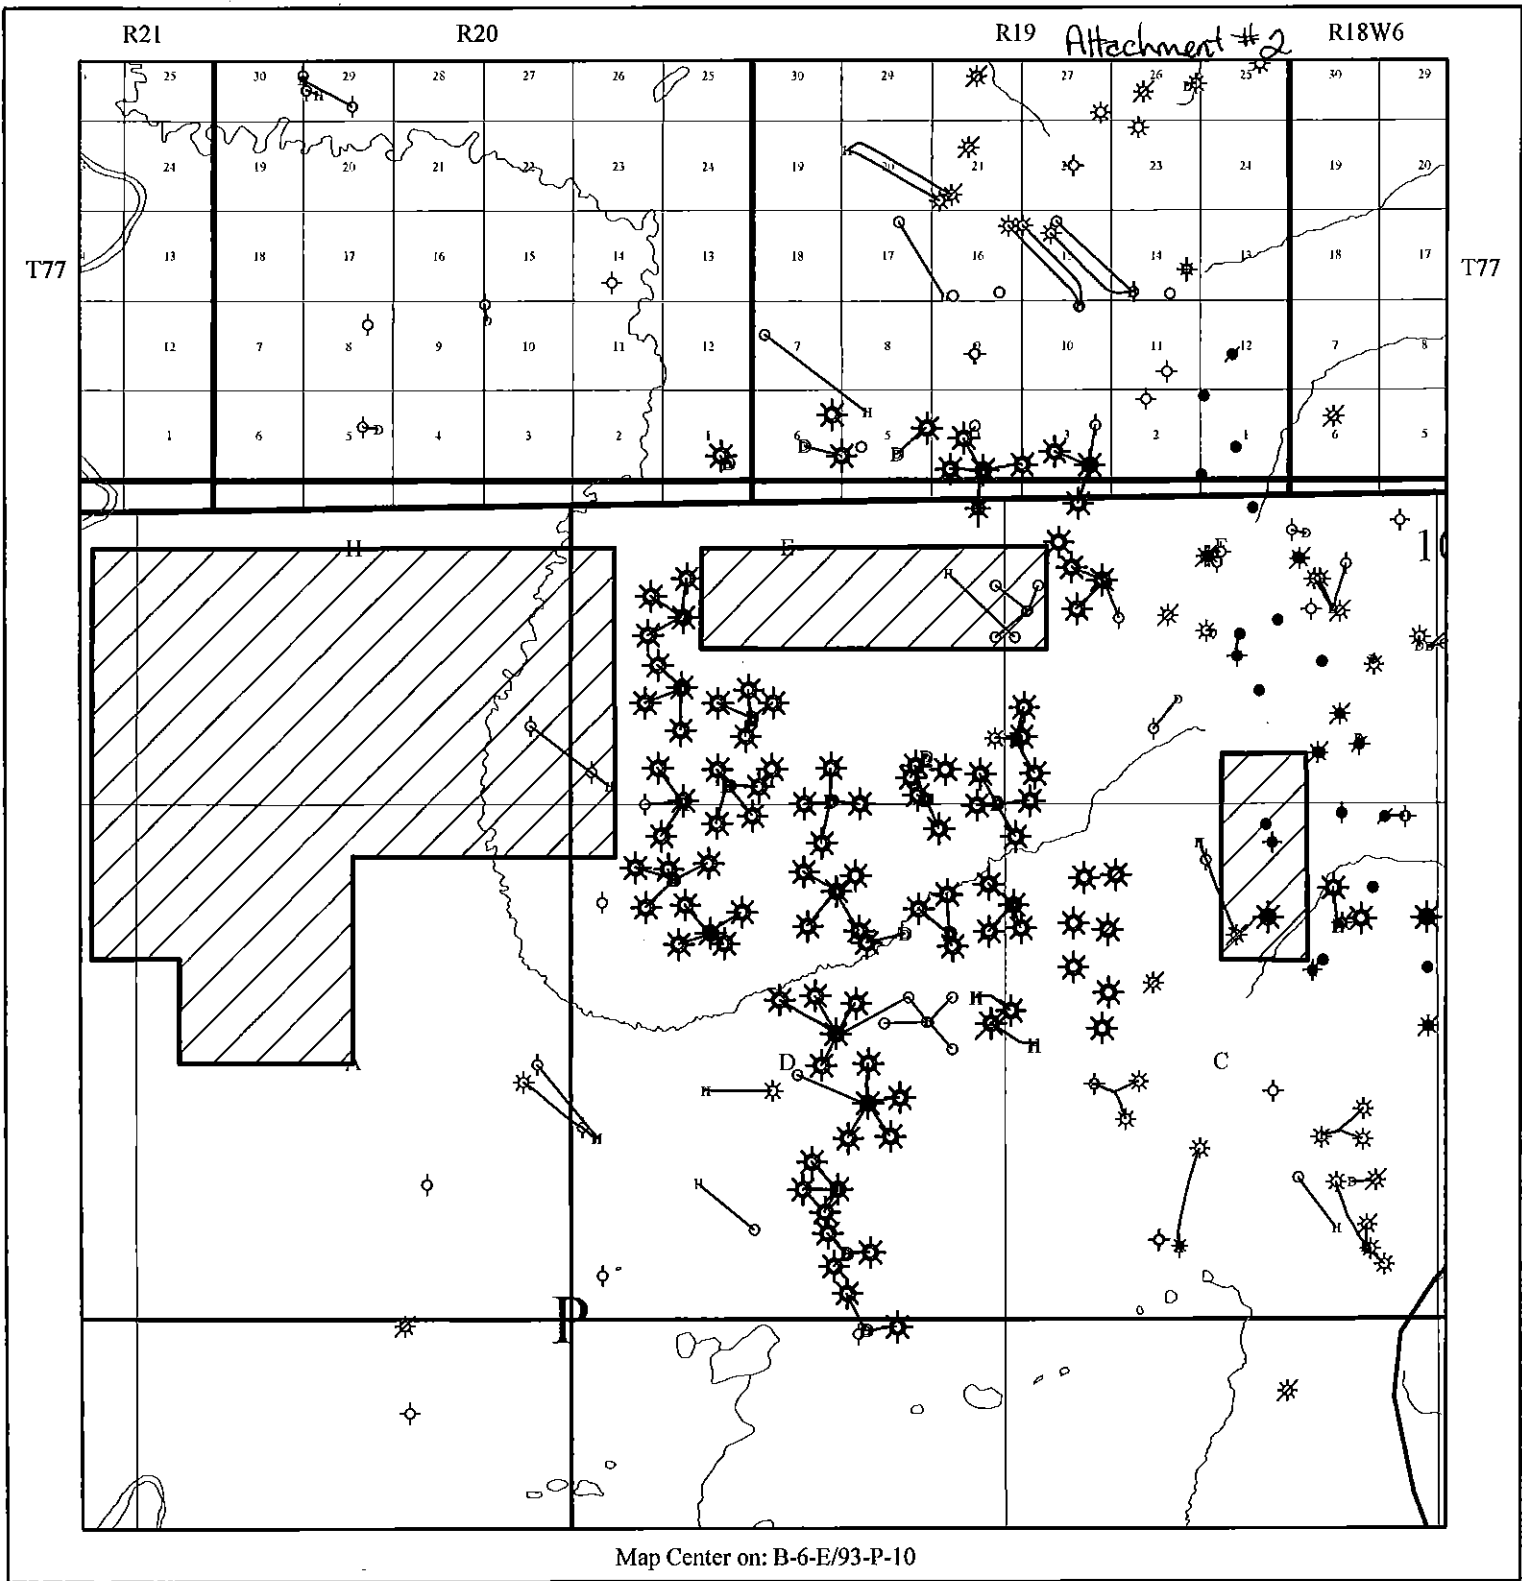 R21 R20 R19 Attachment #2 R18W6
25 30 29 28 27 26 25 30 29 27 26 25 30 29
H D
24 19 20 21 22 23 24 19 20 21 23 24 19 20
H
T77 13 18 17 16 15 14 13 18 17 16 15 14 13 18 17 T77
D
12 7 8 9 10 11 12 7 8 9 10 11 12 7 8
H
1 6 5 4 3 2 1 6 5 3 2 1 6 5
D D D D
H E F 10
H D
D
D
H
H
D
H
H
A D C
H
H
H D
H
P
Map Center on: B-6-E/93-P-10